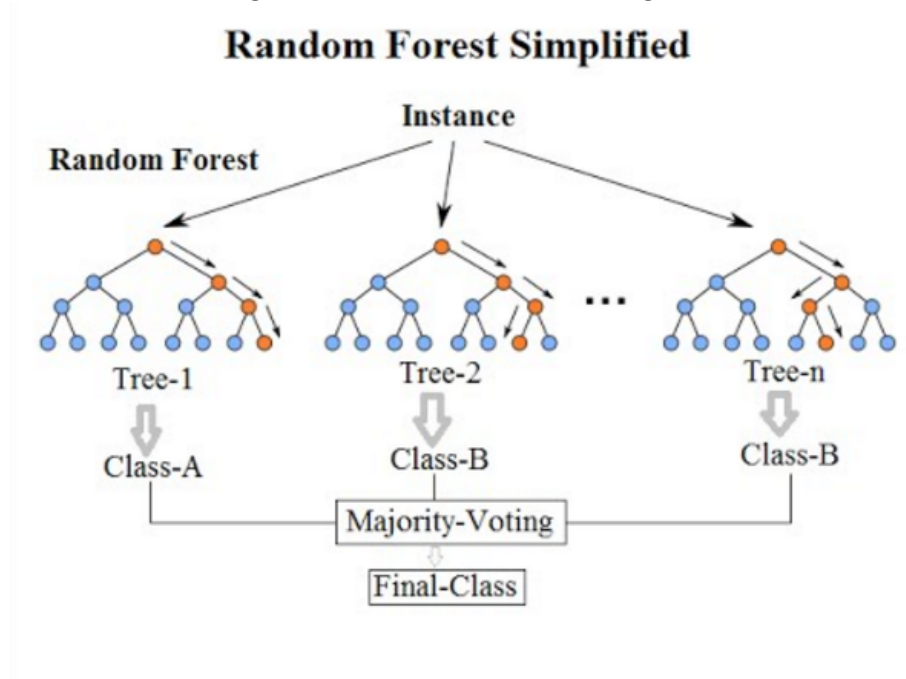 Random Forest Simplified
Instance
Random Forest
...
Tree-1
Tree-2
Tree-n
Class-A
Class-B
Class-B
Majority-Voting
Final-Class